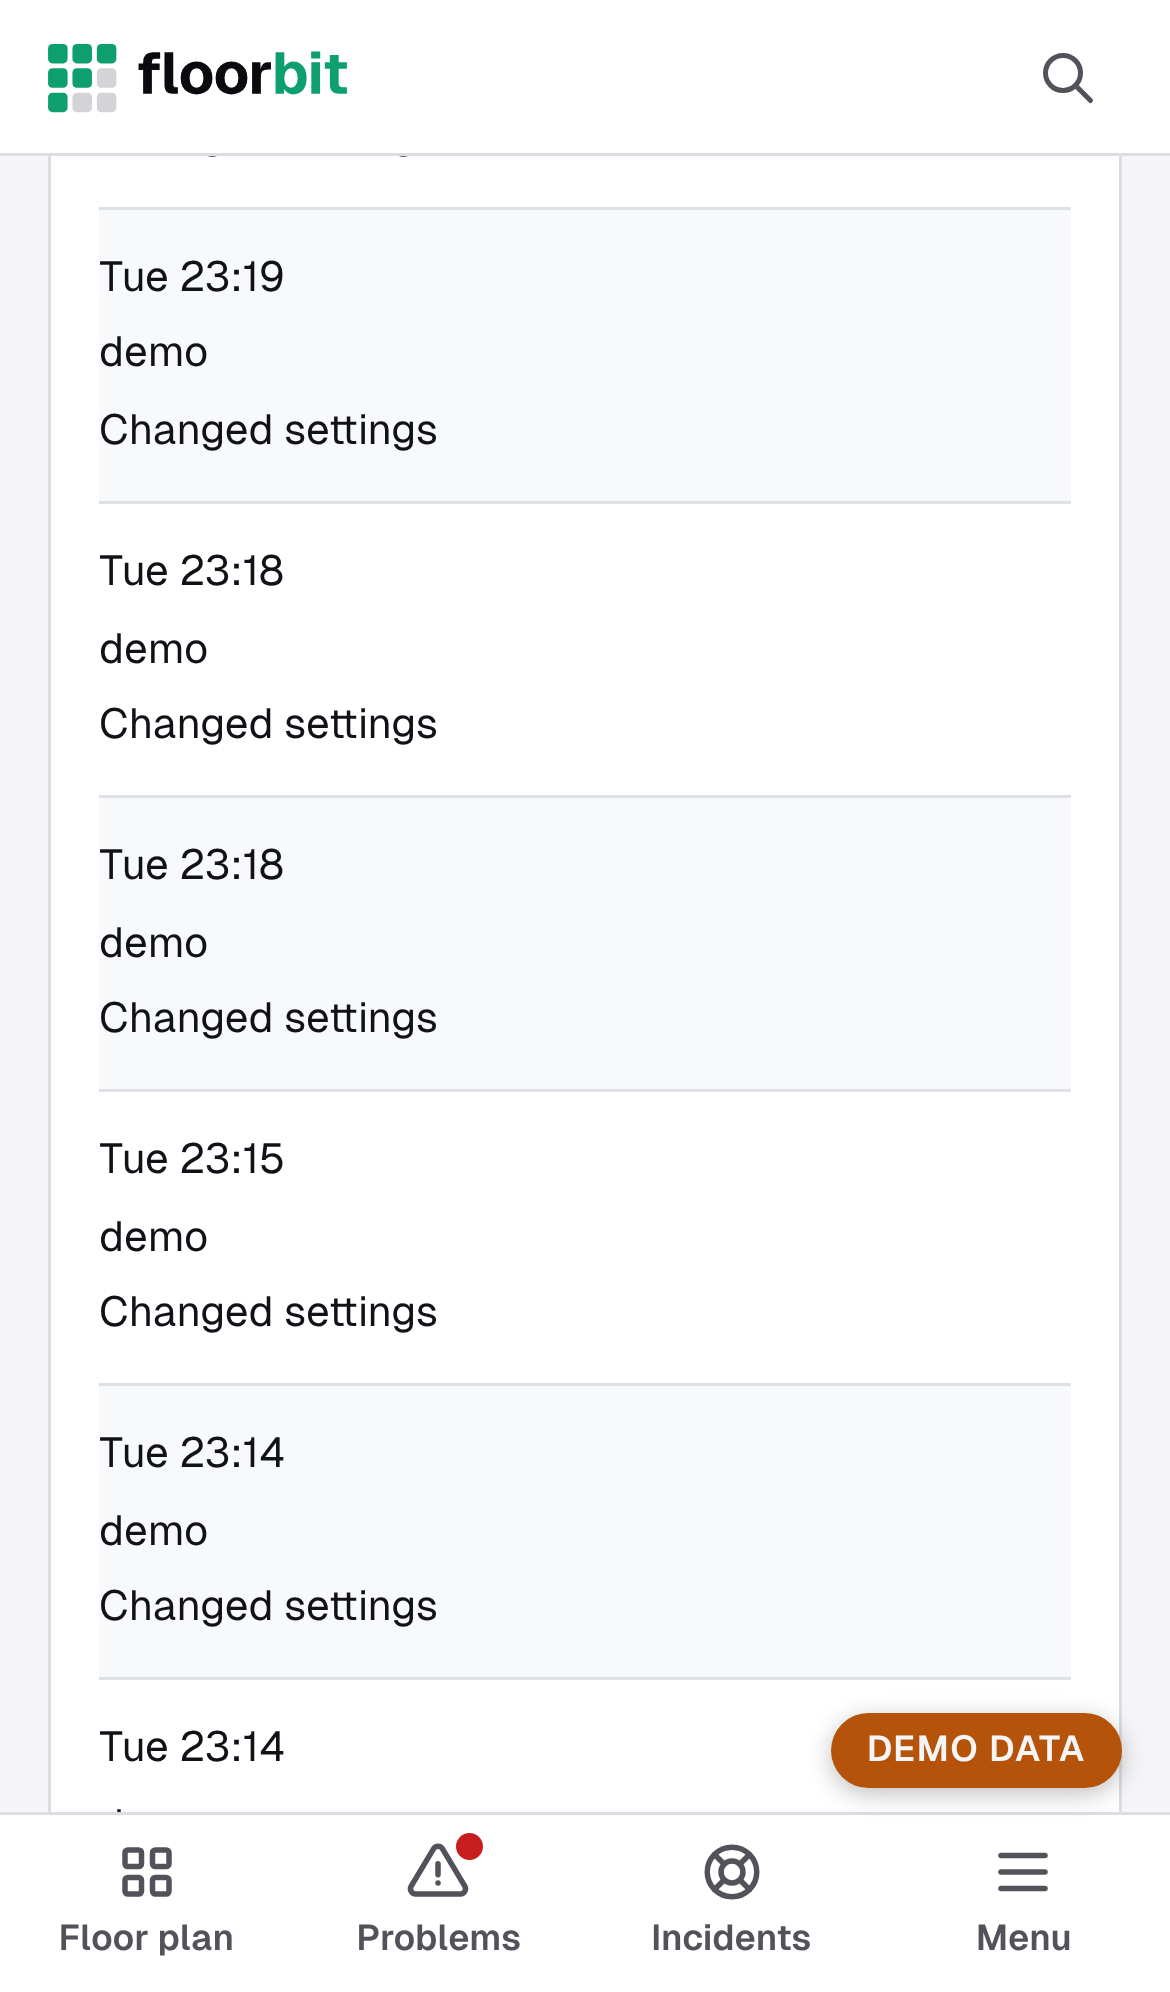 floorbit
Tue 23:19
demo
Changed settings
Tue 23:18
demo
Changed settings
Tue 23:18
demo
Changed settings
Tue 23:15
demo
Changed settings
Tue 23:14
demo
Changed settings
Tue 23:14
DEMO DATA
Floor plan
Problems
Incidents
Menu